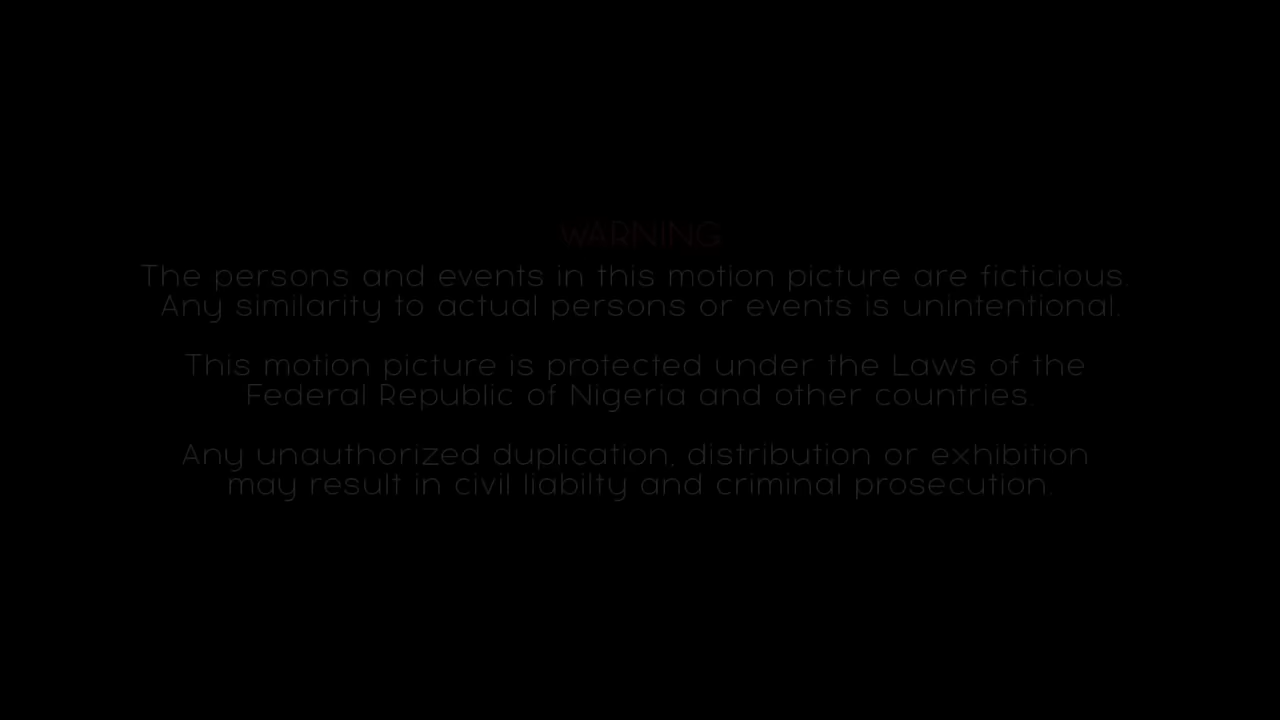 WARNING
The persons and events in this motion picture are ficticious.
Any similarity to actual persons or events is unintentional.
This motion picture is protected under the Laws of the
Federal Republic of Nigeria and other countries.
Any unauthorized duplication, distribution or exhibition
may result in civil liabilty and criminal prosecution.